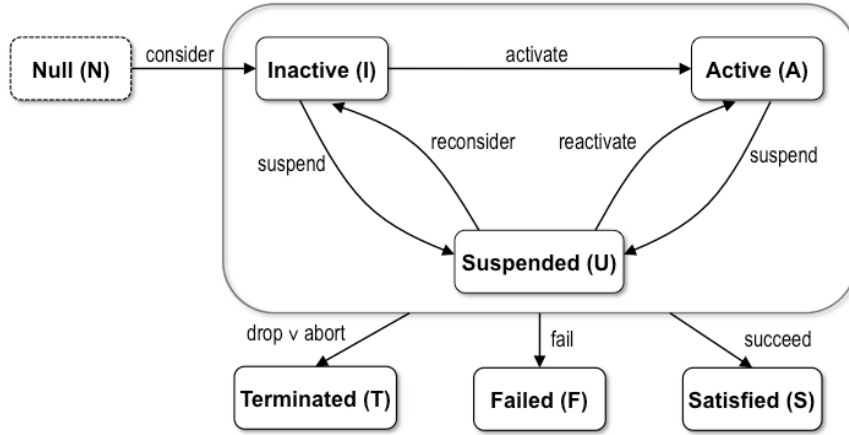 consider
activate
Null (N)
Inactive (I)
Active (A)
reconsider
reactivate
suspend
suspend
Suspended (U)
drop ∨ abort
fail
succeed
Terminated (T)
Failed (F)
Satisfied (S)